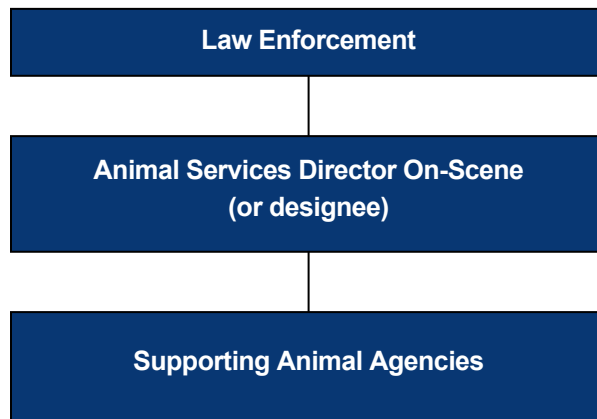 Law Enforcement
Animal Services Director On-Scene
(or designee)
Supporting Animal Agencies